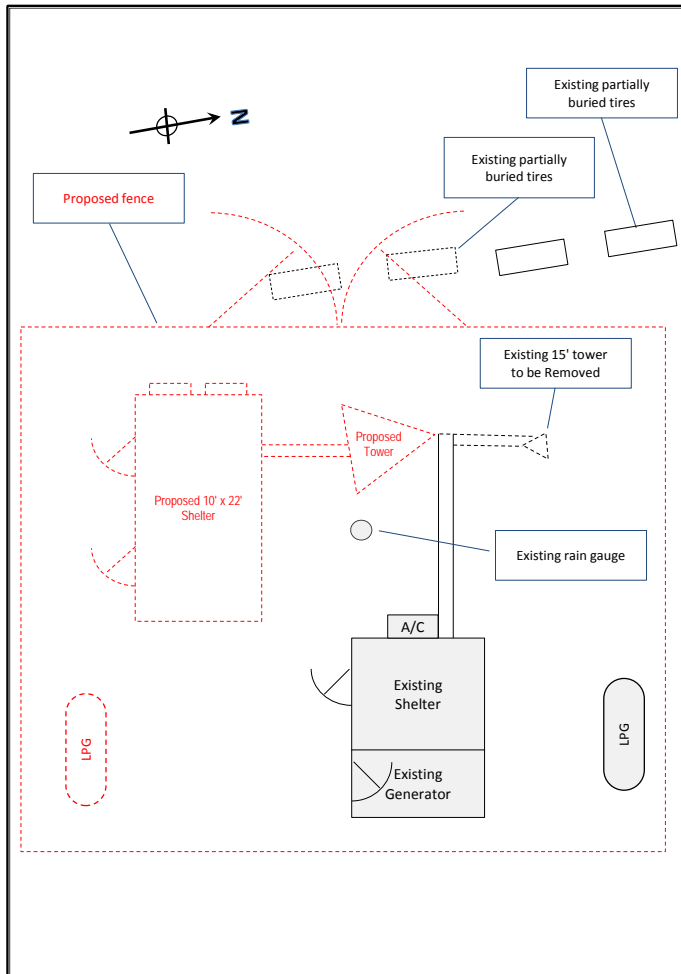 Existing partially
buried tires
N
Existing partially
buried tires
Proposed fence
Existing 15' tower
to be Removed
Proposed
Tower
Proposed 10' x 22'
Shelter
Existing rain gauge
A/C
Existing
Shelter
LPG
LPG
Existing
Generator